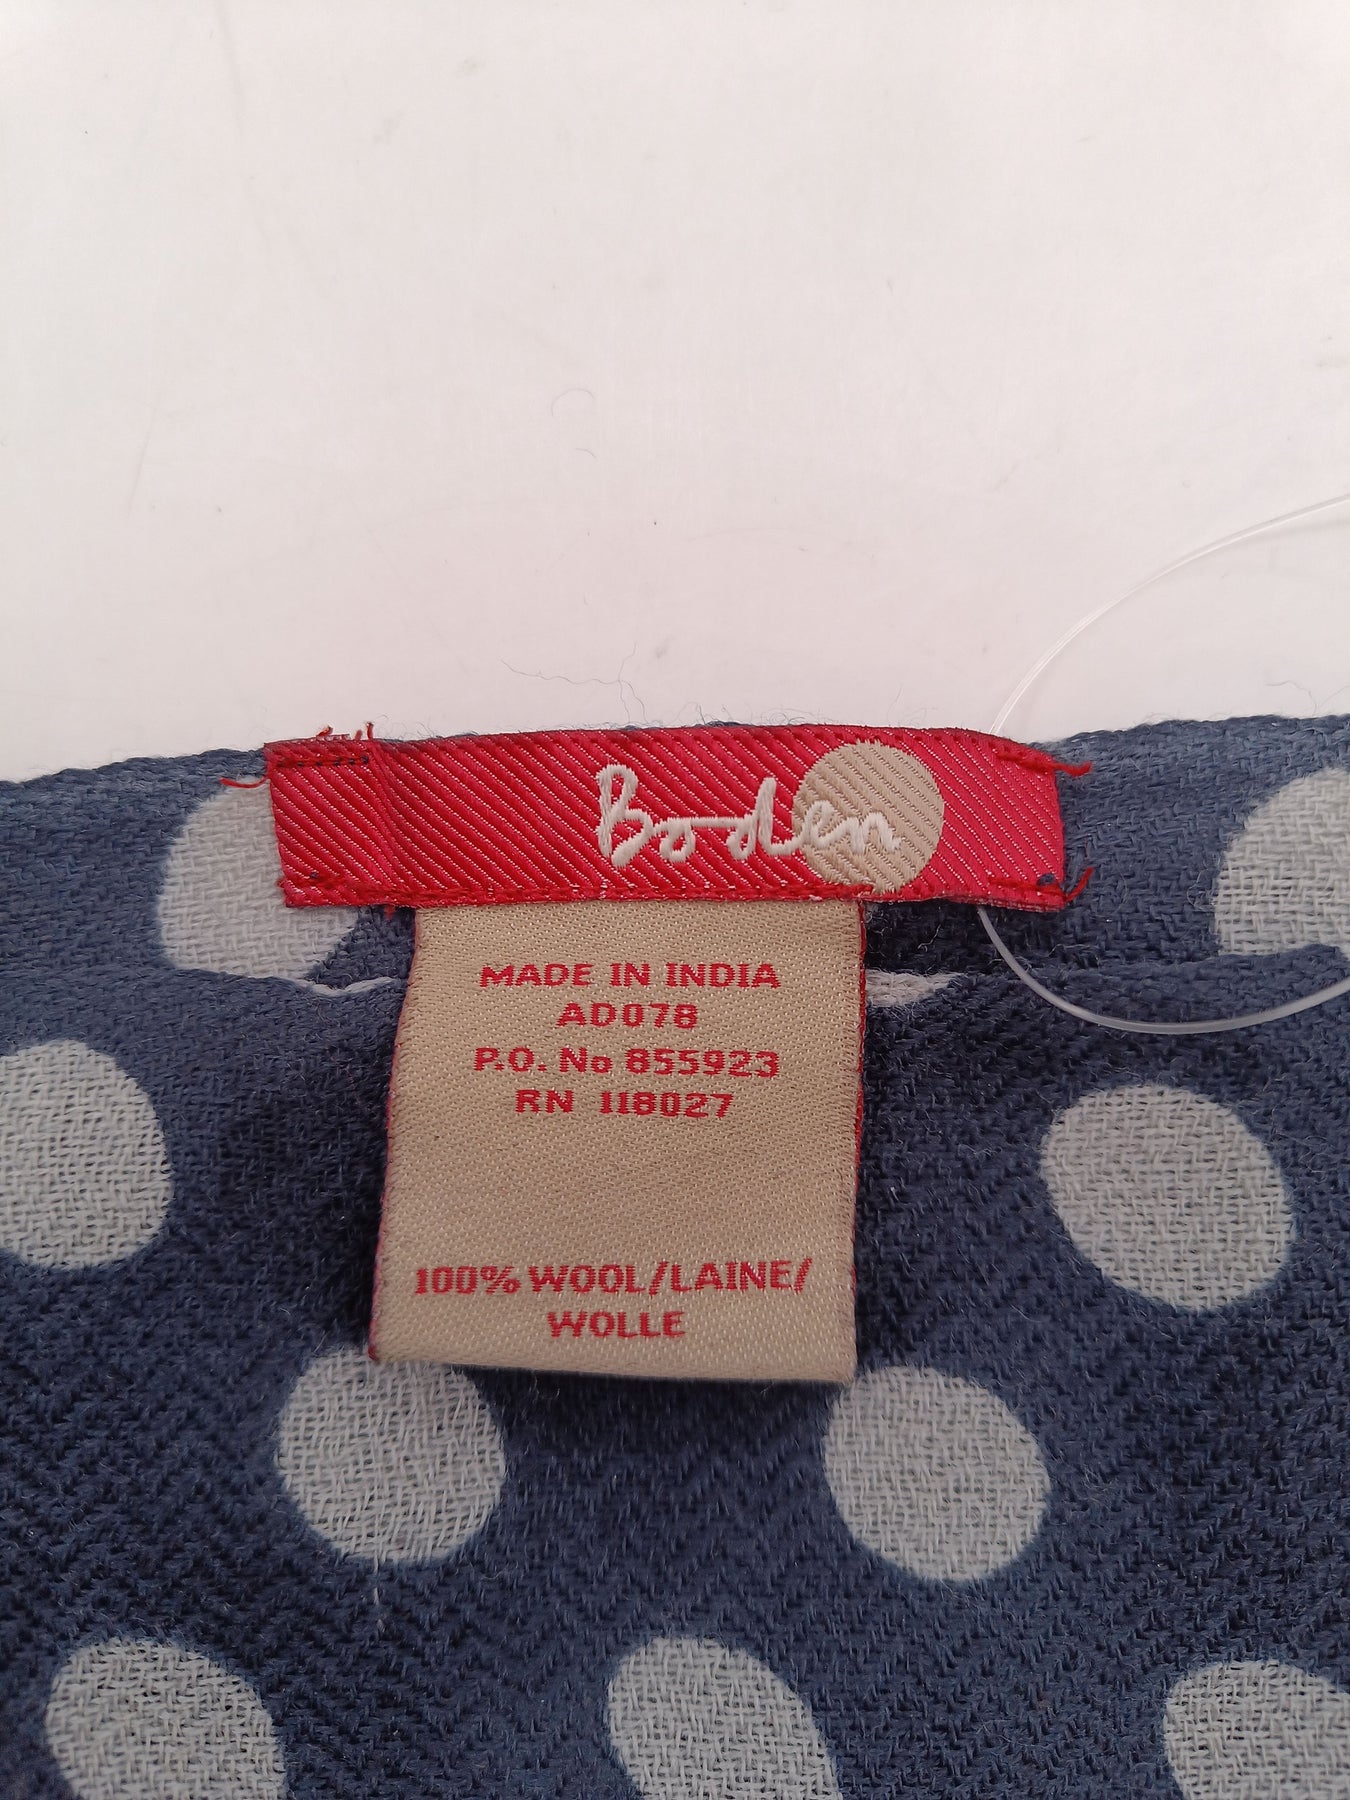 Boden
MADE IN INDIA
AD078
P.O. No 855923
RN 118027
100% WOOL/LAINE/
WOLLE